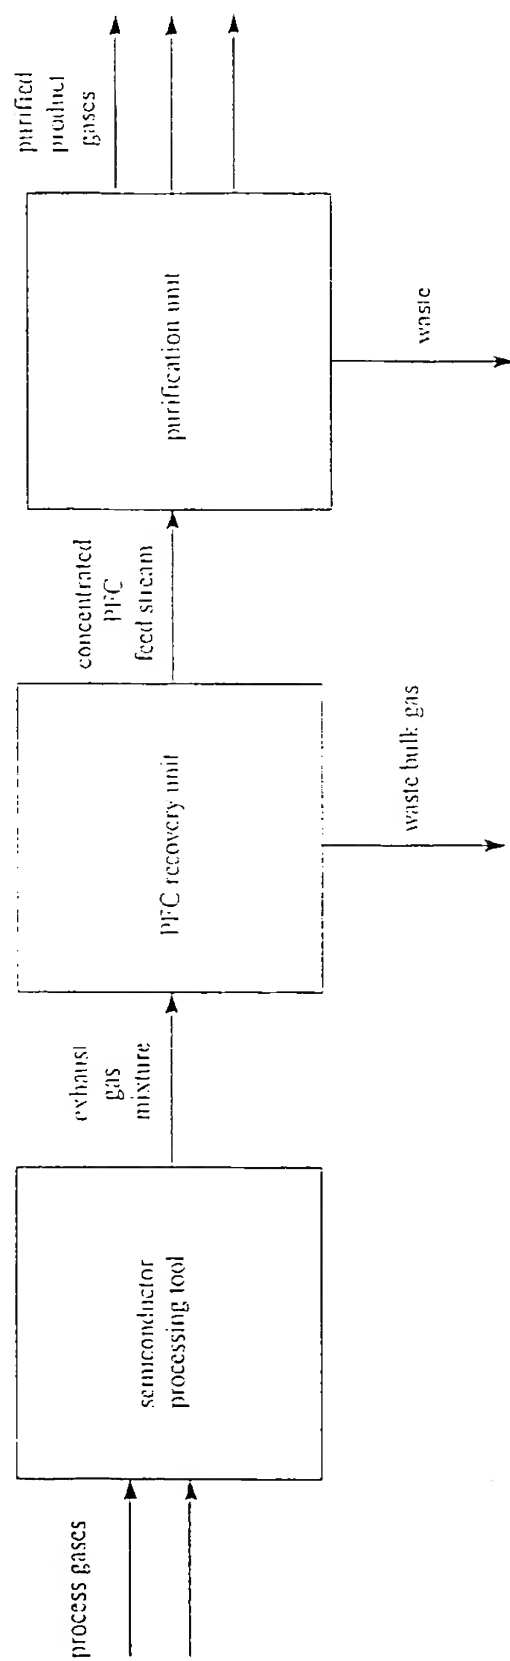 process gases
semiconductor
processing tool
exhaust
gas
mixture
PFC recovery unit
waste bulk gas
concentrated
PFC
feed stream
purification unit
waste
purified
product
gases